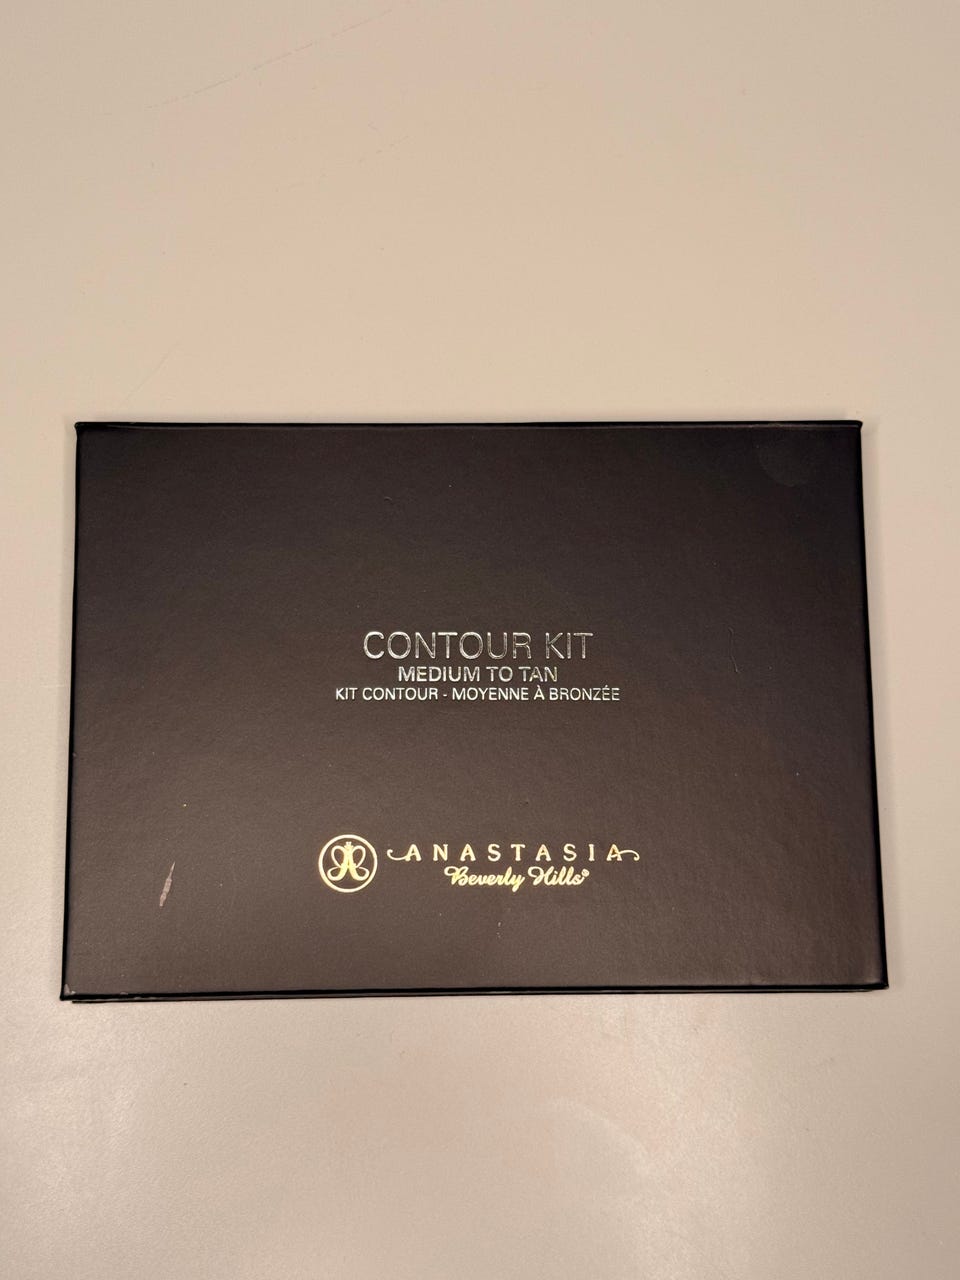 CONTOUR KIT
MEDIUM TO TAN
KIT CONTOUR - MOYENNE À BRONZÉE
ANASTASIA
Beverly Hills®